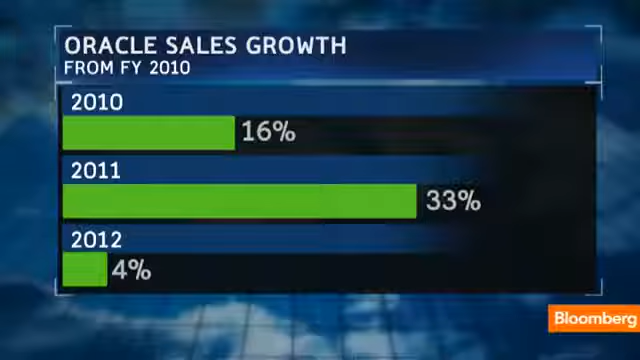 ORACLE SALES GROWTH
FROM FY 2010
2010
16%
2011
33%
2012
4%
Bloomberg